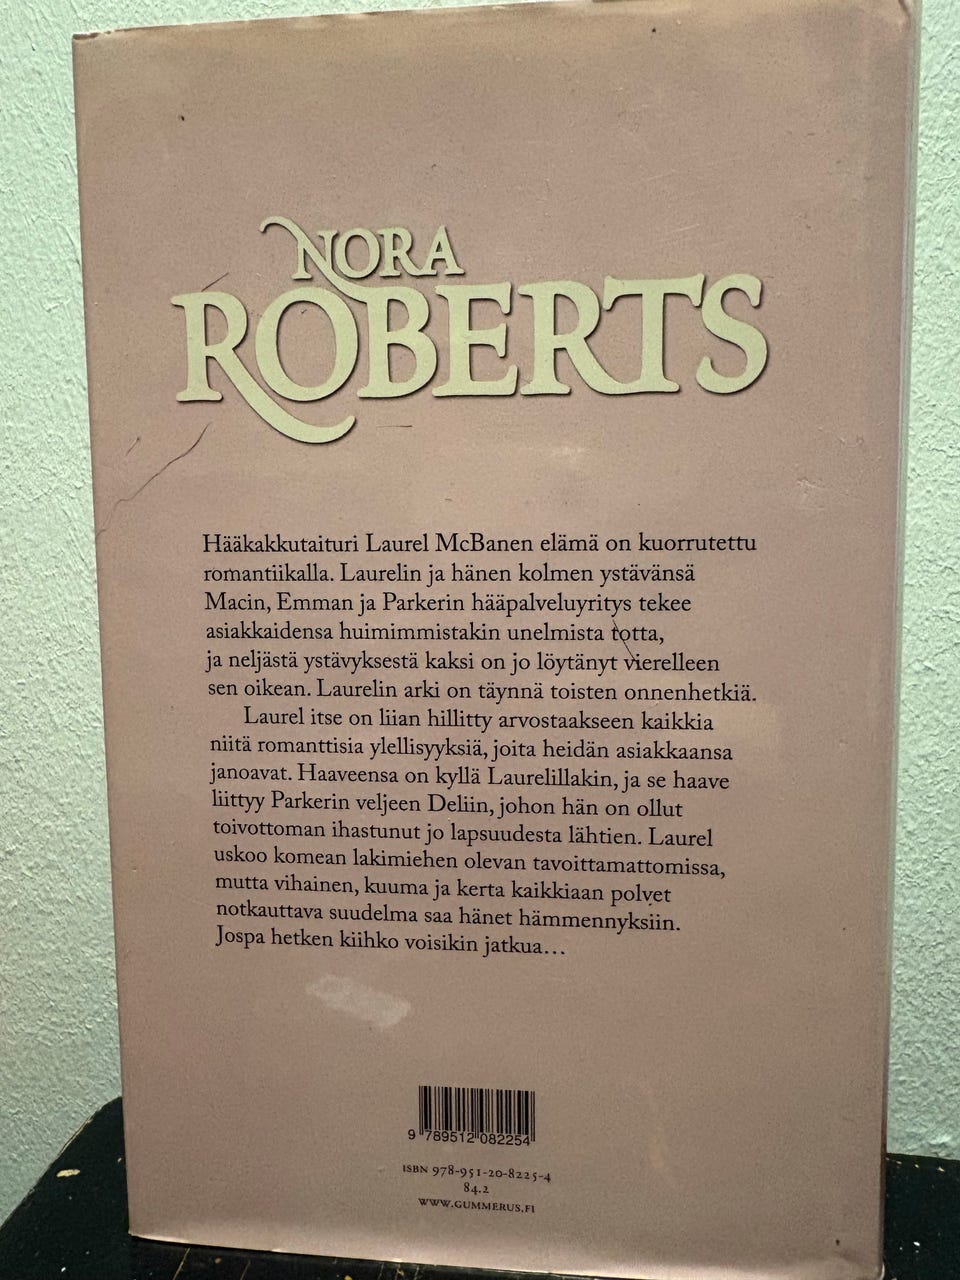 NORA
ROBERTS
Hääkakkutaituri Laurel McBanen elämä on kuorrutettu
romantiikalla. Laurelin ja hänen kolmen ystävänsä
Macin, Emman ja Parkerin hääpalveluyritys tekee
asiakkaidensa huimimmistakin unelmista totta,
ja neljästä ystävyksestä kaksi on jo löytänyt vierelleen
sen oikean. Laurelin arki on täynnä toisten onnenhetkiä.
Laurel itse on liian hillitty arvostaakseen kaikkia
niitä romanttisia ylellisyyksiä, joita heidän asiakkaansa
janoavat. Haaveensa on kyllä Laurelillakin, ja se haave
liittyy Parkerin veljeen Deliin, johon hän on ollut
toivottoman ihastunut jo lapsuudesta lähtien. Laurel
uskoo komean lakimiehen olevan tavoittamattomissa,
mutta vihainen, kuuma ja kerta kaikkiaan polvet
notkauttava suudelma saa hänet hämmennyksiin.
Jospa hetken kiihko voisikin jatkua...
9 789512 082254
ISBN 978-951-20-8225-4
84.2
WWW.GUMMERUS.FI